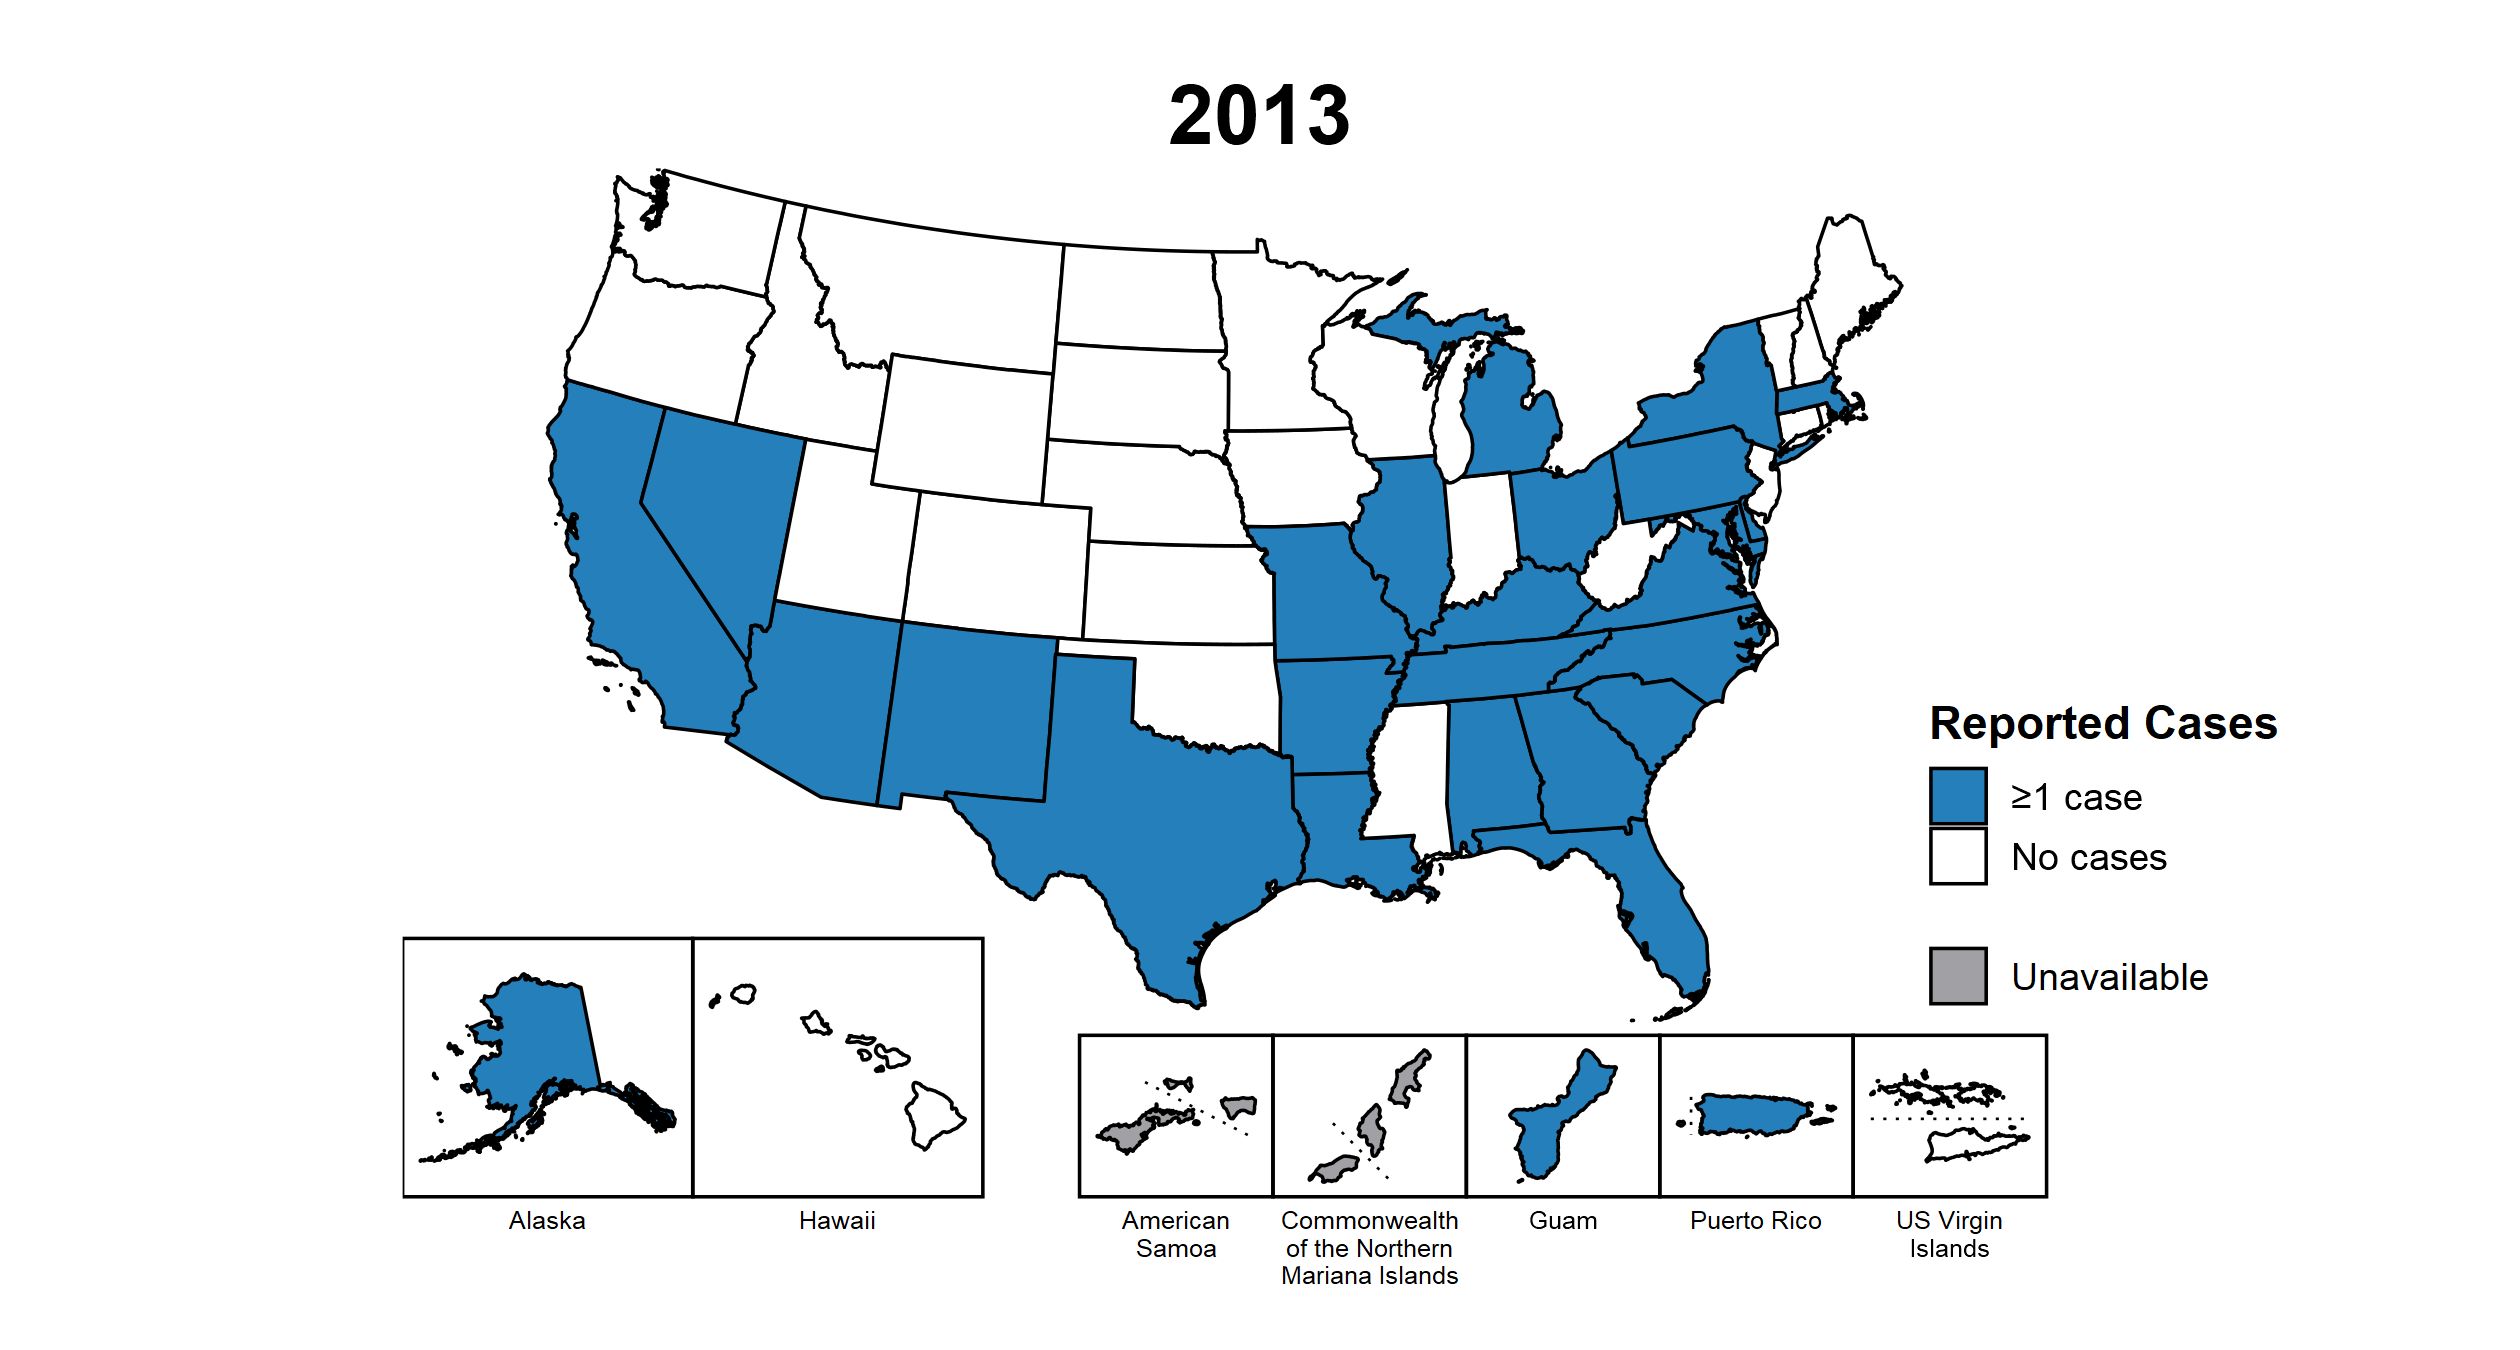 2013
Reported Cases
≥1 case
No cases
Unavailable
Alaska
Hawaii
American
Samoa
Commonwealth
of the Northern
Mariana Islands
Guam
Puerto Rico
US Virgin
Islands